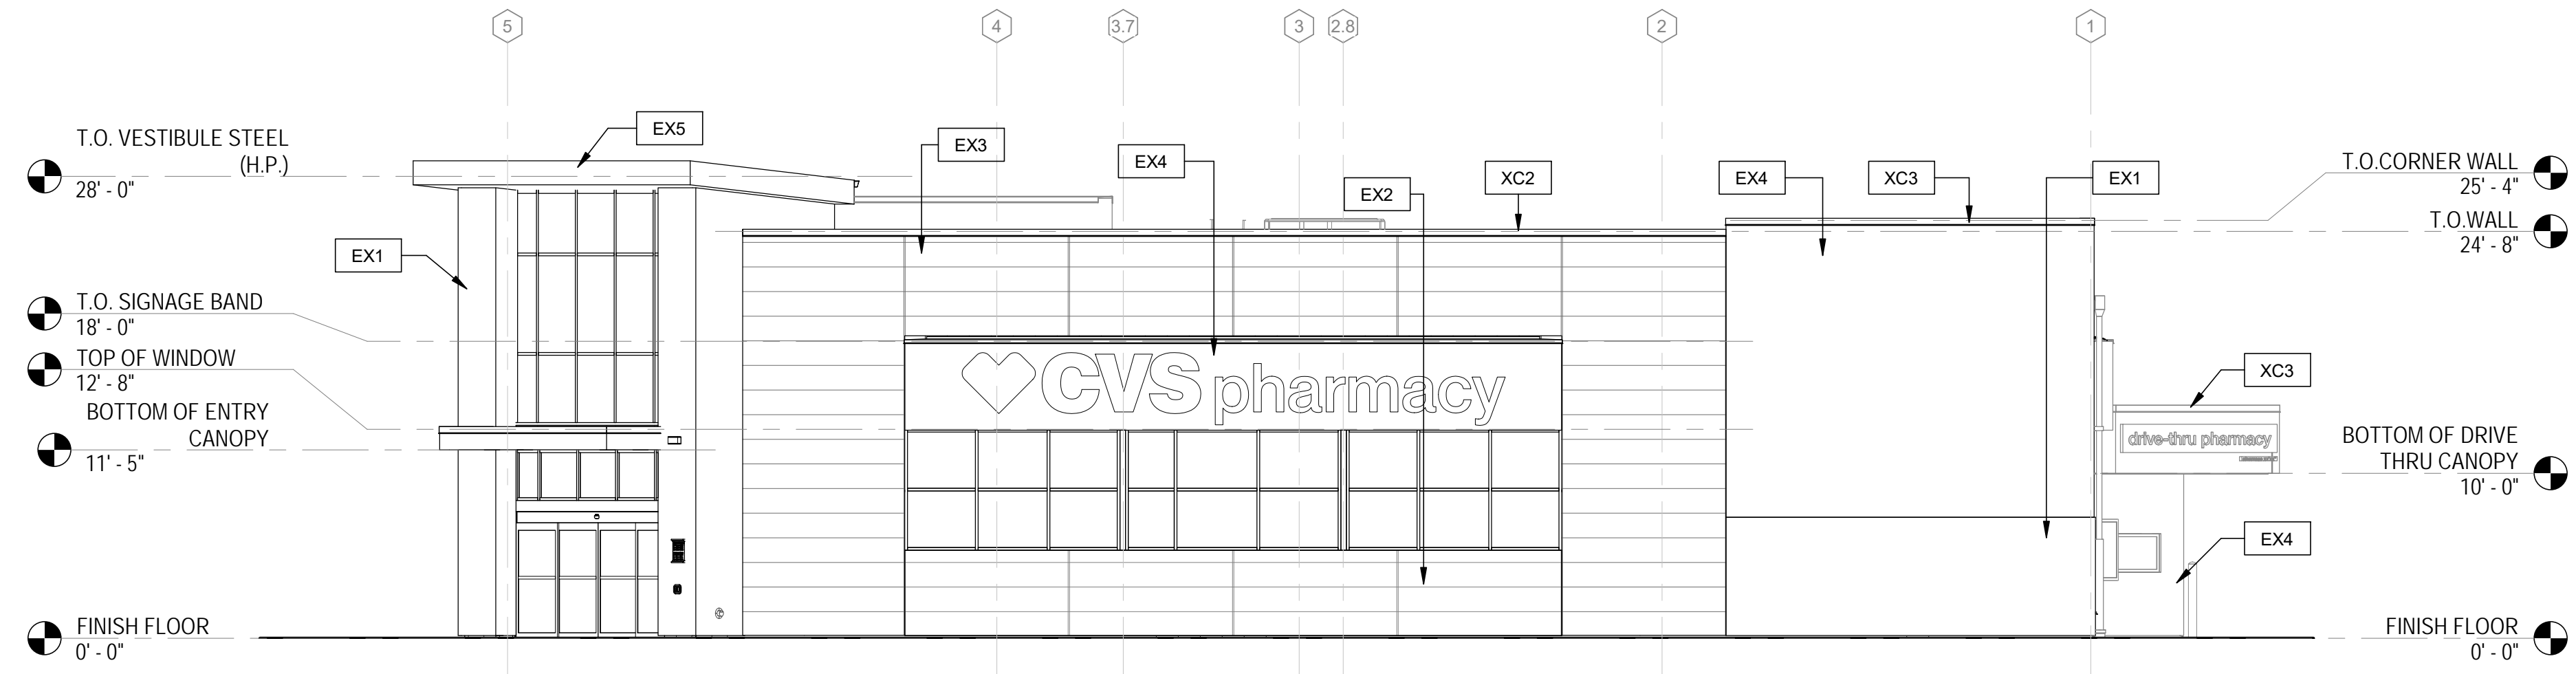 5
4
3.7
3
2.8
2
1
T.O. VESTIBULE STEEL
(H.P.)
28' - 0"
EX5
EX3
EX4
EX2
XC2
EX4
XC3
EX1
T.O.CORNER WALL
25' - 4"
T.O.WALL
24' - 8"
EX1
T.O. SIGNAGE BAND
18' - 0"
TOP OF WINDOW
12' - 8"
BOTTOM OF ENTRY
CANOPY
11' - 5"
CVS pharmacy
XC3
drive-thru pharmacy
BOTTOM OF DRIVE
THRU CANOPY
10' - 0"
EX4
FINISH FLOOR
0' - 0"
FINISH FLOOR
0' - 0"